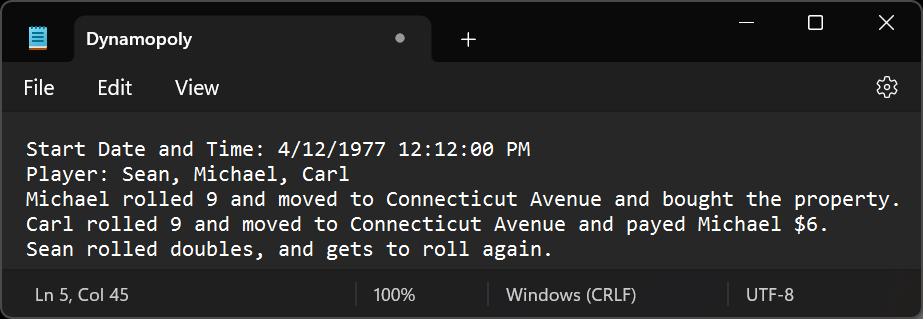 Dynamopoly
File Edit View
Start Date and Time: 4/12/1977 12:12:00 PM
Player: Sean, Michael, Carl
Michael rolled 9 and moved to Connecticut Avenue and bought the property.
Carl rolled 9 and moved to Connecticut Avenue and payed Michael $6.
Sean rolled doubles, and gets to roll again.
Ln 5, Col 45 100% Windows (CRLF) UTF-8